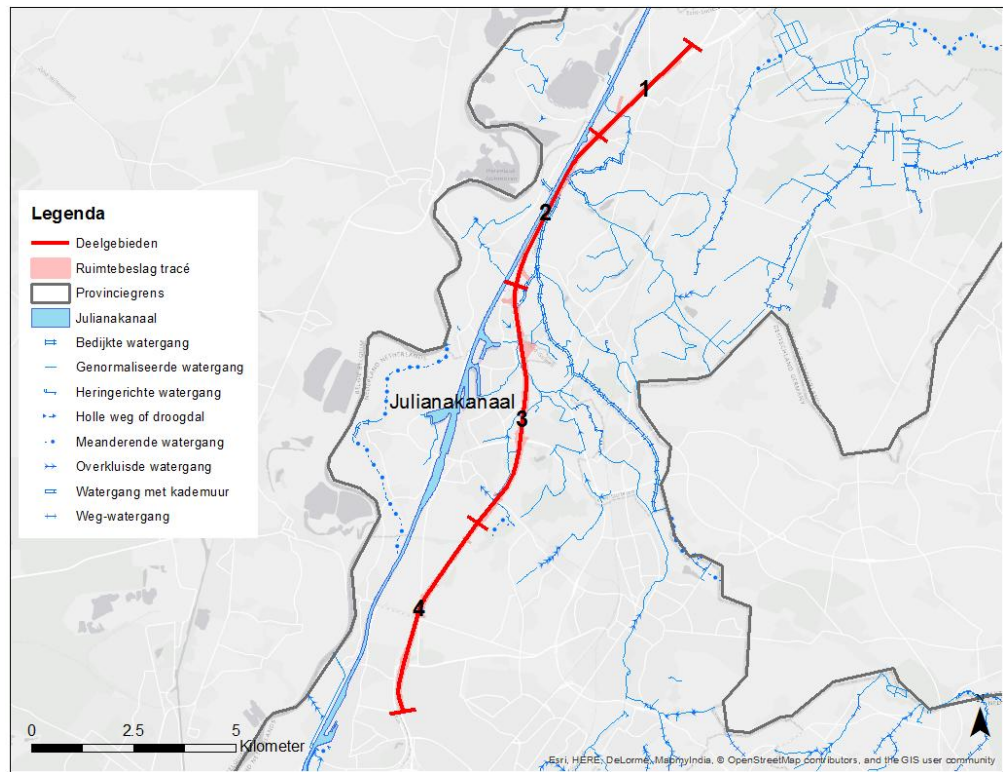 1
2
Legenda
Deelgebieden
Ruimtebeslag tracé
Provinciegrens
Julianakanaal
Bedijkte watergang
Genormaliseerde watergang
Heringerichte watergang
Holle weg of droogdal
Meanderende watergang
Overkluisde watergang
Watergang met kademuur
Weg-watergang
Julianakanaal
3
4
0 2,5 5
Kilometer
Esri, HERE, DeLorme, MapmyIndia, © OpenStreetMap contributors, and the GIS user community